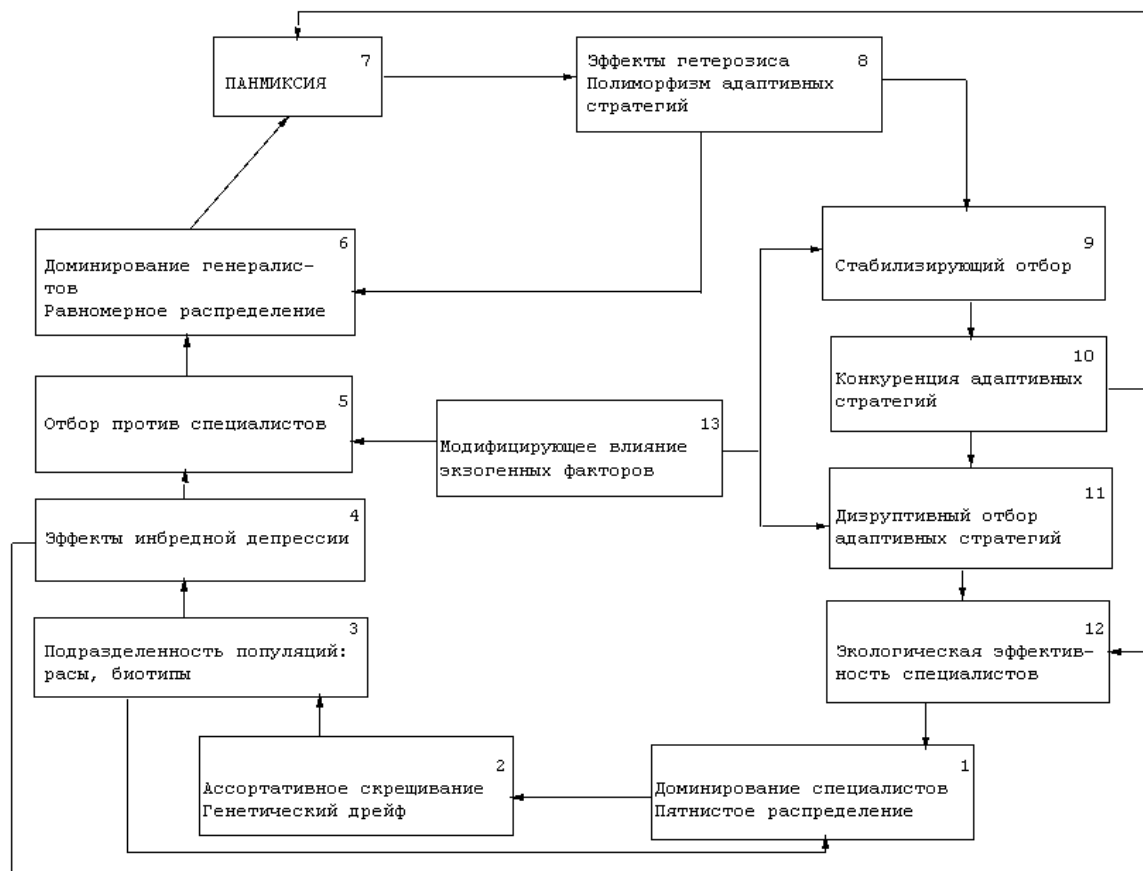 7
ПАНМИКСИЯ
Эффекты гетерозиса 8
Полиморфизм адаптивных
стратегий
6
Доминирование генералис-
тов
Равномерное распределение
9
Стабилизирующий отбор
10
Конкуренция адаптивных
стратегий
5
Отбор против специалистов
13
Модифицирующее влияние
экзогенных факторов
11
Дизруптивный отбор
адаптивных стратегий
4
Эффекты инбредной депрессии
3
Подразделенность популяций:
расы, биотипы
12
Экологическая эффектив-
ность специалистов
2
Ассортативное скрещивание
Генетический дрейф
1
Доминирование специалистов
Пятнистое распределение